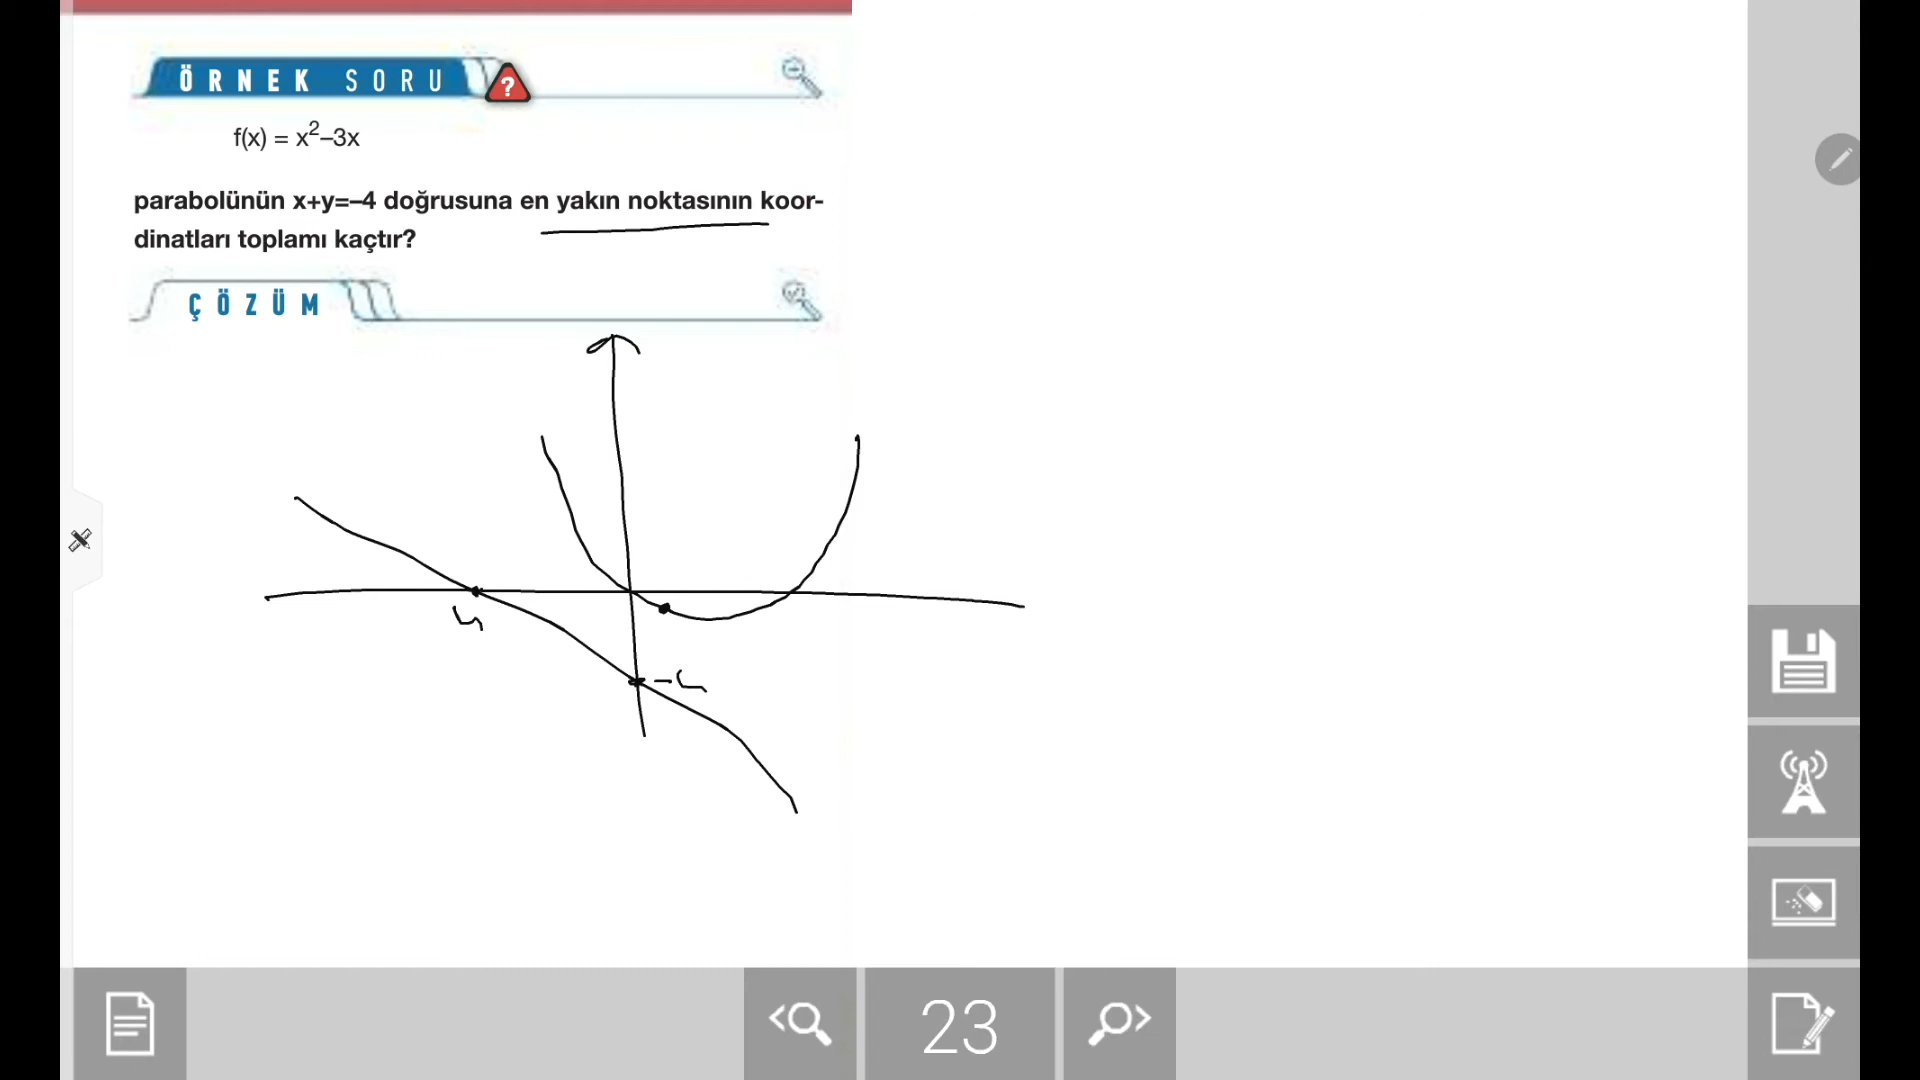 ÖRNEK SORU ?
f(x) = x²–3x
parabolünün x+y=–4 doğrusuna en yakın noktasının koor-
dinatları toplamı kaçtır?
ÇÖZÜM
23